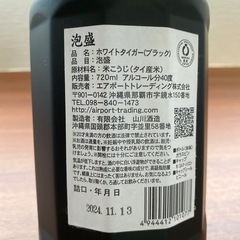 泡盛
●品名:ホワイトタイガー(ブラック)
●品目:泡盛
●原材料:米こうじ(タイ産米)
●720ml アルコール分40度
●販売:エアポートトレーディング株式会社
〒901-0142 沖縄県那覇市字鏡水150番地
TEL.098-840-1473
http://airport-trading.com/
●製造者:有限会社 山川酒造
沖縄県国頭郡本部町字並里58番地
詰口:年月日
2024.11.13